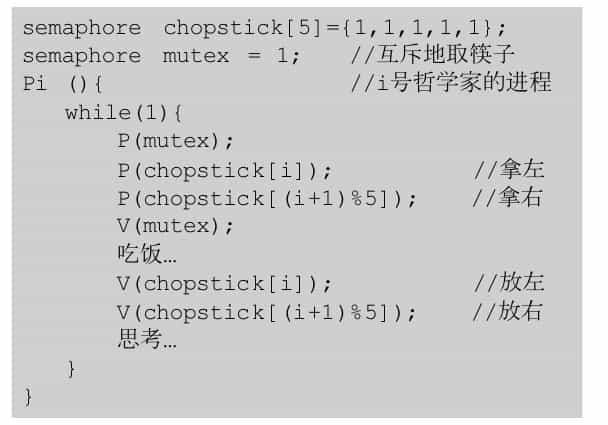 semaphore chopstick[5]={1,1,1,1,1};
semaphore mutex = 1; //互斥地取筷子
Pi (){ //i号哲学家的进程
while(1){
P(mutex);
P(chopstick[i]); //拿左
P(chopstick[(i+1)%5]); //拿右
V(mutex);
吃饭…
V(chopstick[i]); //放左
V(chopstick[(i+1)%5]); //放右
思考…
}
}